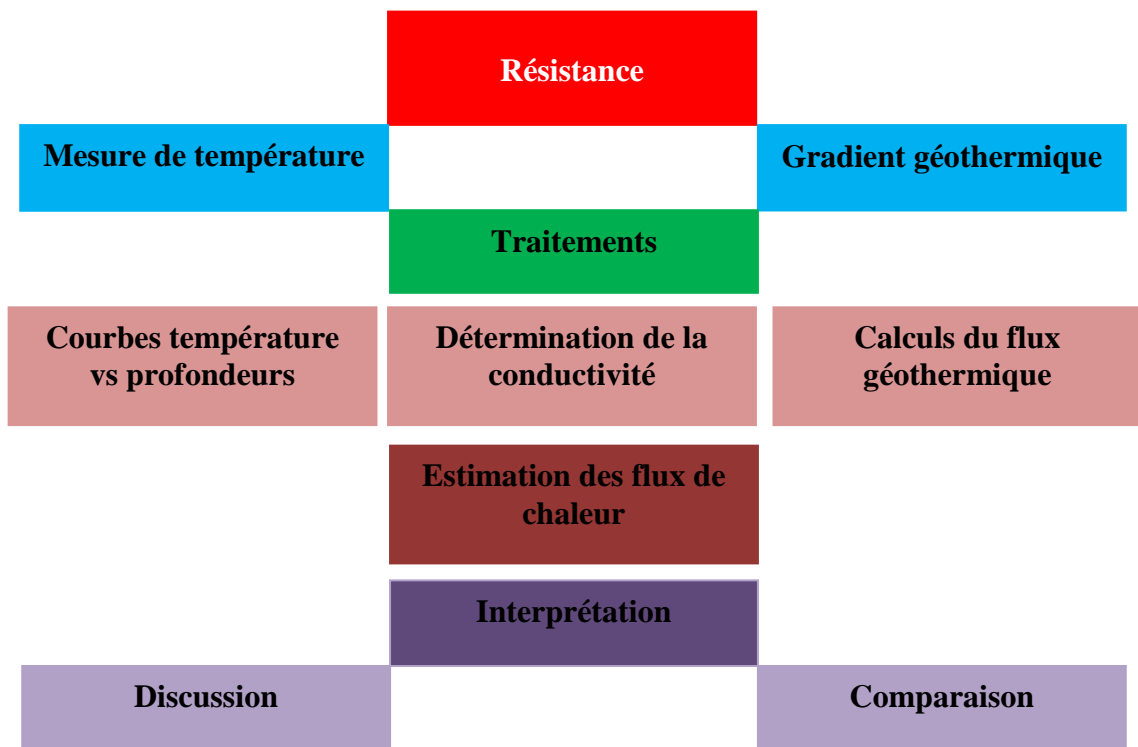 Résistance
Mesure de température
Gradient géothermique
Traitements
Courbes température
vs profondeurs
Détermination de la
conductivité
Calculs du flux
géothermique
Estimation des flux de
chaleur
Interprétation
Discussion
Comparaison